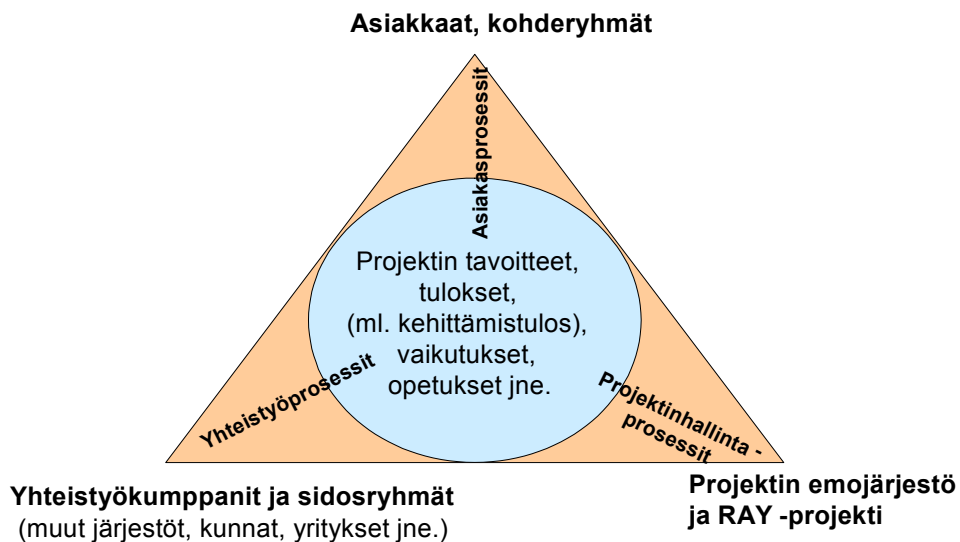 Asiakkaat, kohderyhmät
Asiakasprosessit
Projektin tavoitteet,
tulokset,
(ml. kehittämistulos),
vaikutukset,
opetukset jne.
Yhteistyöprosessit
Projektinhallinta -
prosessit
Yhteistyökumppanit ja sidosryhmät
(muut järjestöt, kunnat, yritykset jne.)
Projektin emojärjestö
ja RAY -projekti